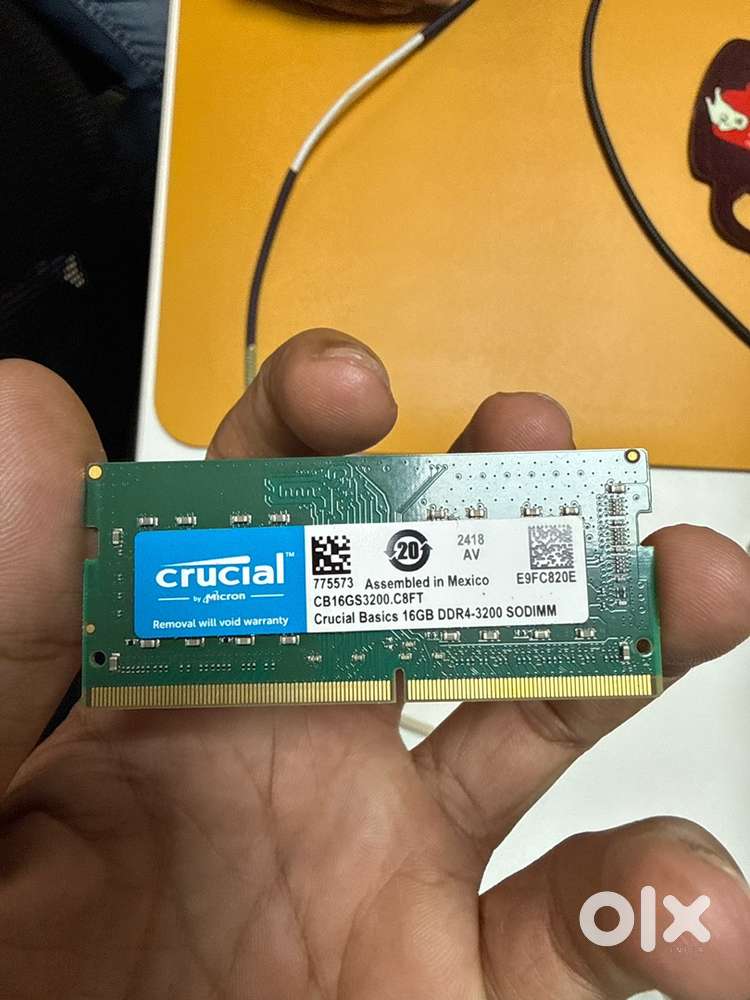 crucial™
by Micron
Removal will void warranty
775573
20
Assembled in Mexico
2418
AV
E9FC820E
CB16GS3200.C8FT
Crucial Basics 16GB DDR4-3200 SODIMM
olx